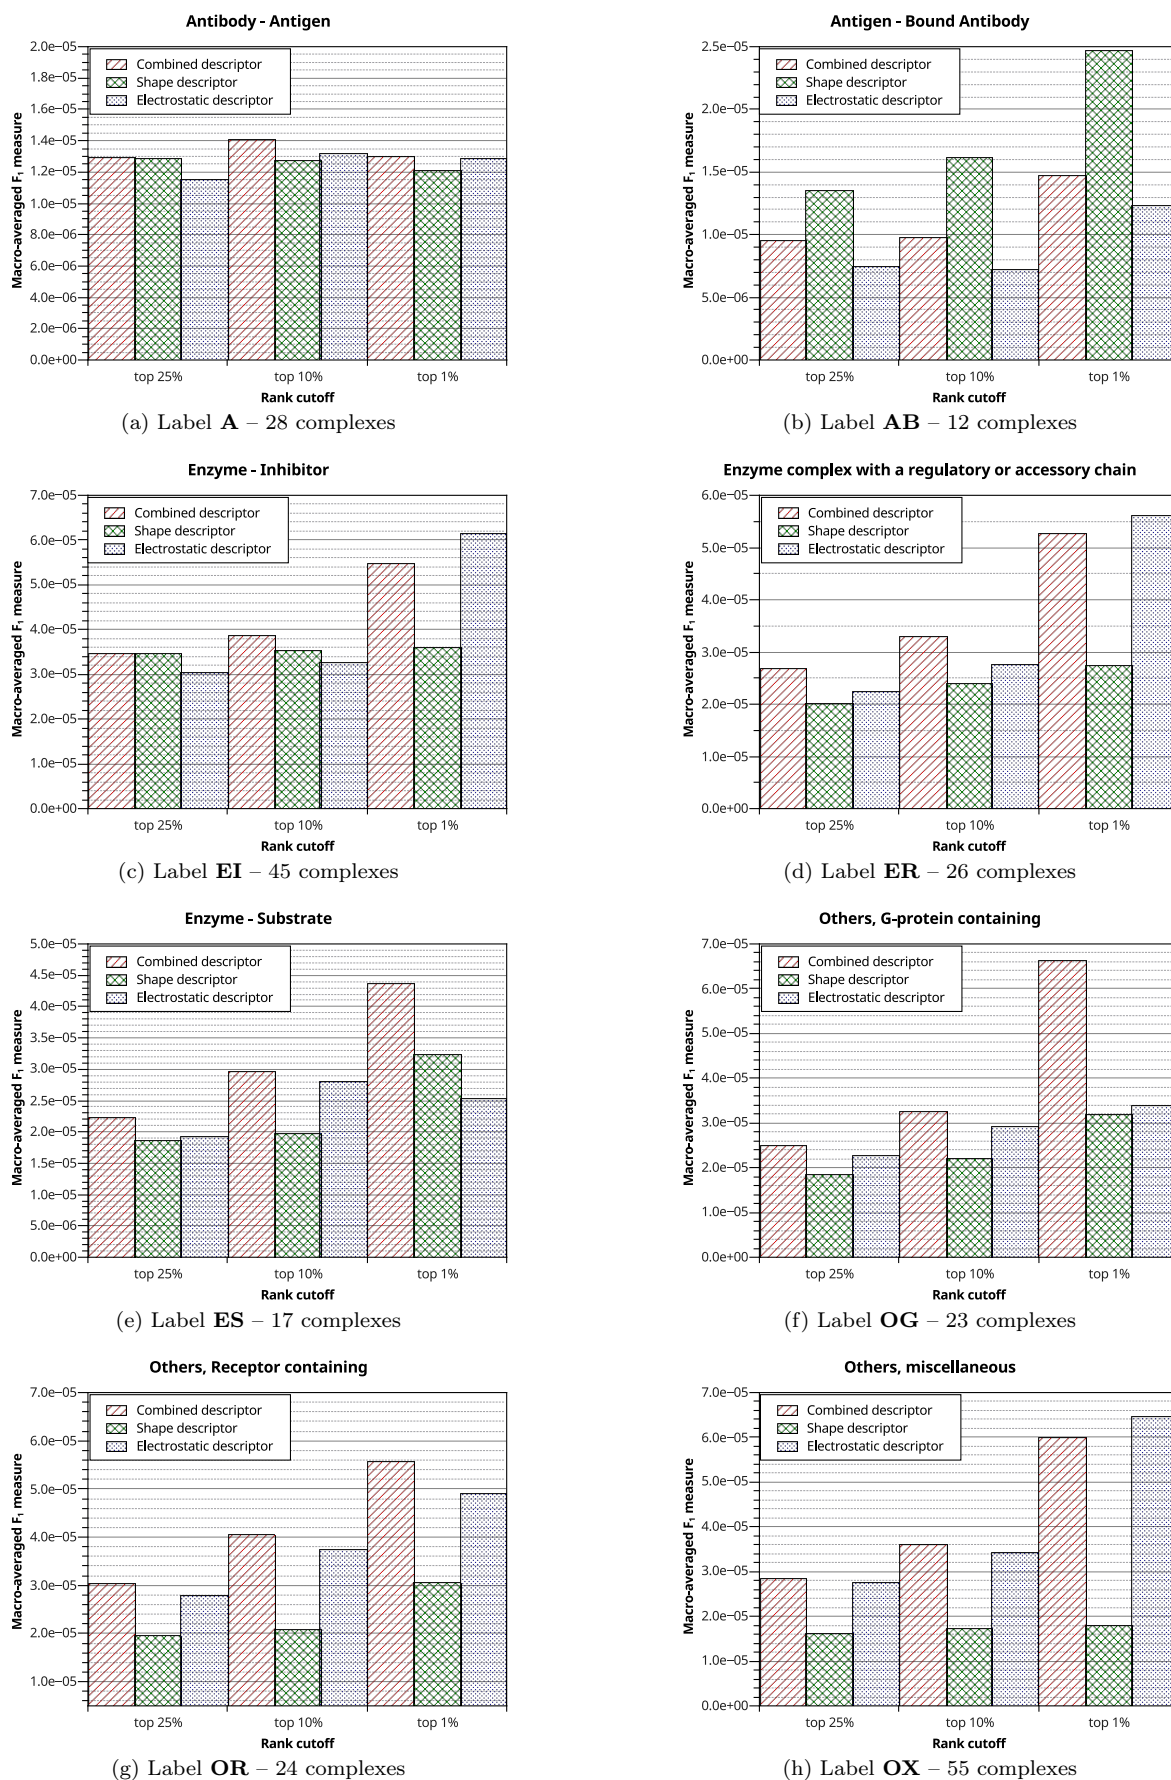 Antibody - Antigen
Macro-averaged F₁ measure
2.0e−05
1.8e−05
1.6e−05
1.4e−05
1.2e−05
1.0e−05
8.0e−06
6.0e−06
4.0e−06
2.0e−06
0.0e+00
Combined descriptor
Shape descriptor
Electrostatic descriptor
top 25% top 10% top 1%
Rank cutoff
(a) Label A – 28 complexes
Antigen - Bound Antibody
Macro-averaged F₁ measure
2.5e−05
2.0e−05
1.5e−05
1.0e−05
5.0e−06
0.0e+00
Combined descriptor
Shape descriptor
Electrostatic descriptor
top 25% top 10% top 1%
Rank cutoff
(b) Label AB – 12 complexes
Enzyme - Inhibitor
Macro-averaged F₁ measure
7.0e−05
6.0e−05
5.0e−05
4.0e−05
3.0e−05
2.0e−05
1.0e−05
0.0e+00
Combined descriptor
Shape descriptor
Electrostatic descriptor
top 25% top 10% top 1%
Rank cutoff
(c) Label EI – 45 complexes
Enzyme complex with a regulatory or accessory chain
Macro-averaged F₁ measure
6.0e−05
5.0e−05
4.0e−05
3.0e−05
2.0e−05
1.0e−05
0.0e+00
Combined descriptor
Shape descriptor
Electrostatic descriptor
top 25% top 10% top 1%
Rank cutoff
(d) Label ER – 26 complexes
Enzyme - Substrate
Macro-averaged F₁ measure
5.0e−05
4.5e−05
4.0e−05
3.5e−05
3.0e−05
2.5e−05
2.0e−05
1.5e−05
1.0e−05
5.0e−06
0.0e+00
Combined descriptor
Shape descriptor
Electrostatic descriptor
top 25% top 10% top 1%
Rank cutoff
(e) Label ES – 17 complexes
Others, G-protein containing
Macro-averaged F₁ measure
7.0e−05
6.0e−05
5.0e−05
4.0e−05
3.0e−05
2.0e−05
1.0e−05
0.0e+00
Combined descriptor
Shape descriptor
Electrostatic descriptor
top 25% top 10% top 1%
Rank cutoff
(f) Label OG – 23 complexes
Others, Receptor containing
Macro-averaged F₁ measure
7.0e−05
6.0e−05
5.0e−05
4.0e−05
3.0e−05
2.0e−05
1.0e−05
Combined descriptor
Shape descriptor
Electrostatic descriptor
top 25% top 10% top 1%
Rank cutoff
(g) Label OR – 24 complexes
Others, miscellaneous
Macro-averaged F₁ measure
7.0e−05
6.0e−05
5.0e−05
4.0e−05
3.0e−05
2.0e−05
1.0e−05
0.0e+00
Combined descriptor
Shape descriptor
Electrostatic descriptor
top 25% top 10% top 1%
Rank cutoff
(h) Label OX – 55 complexes